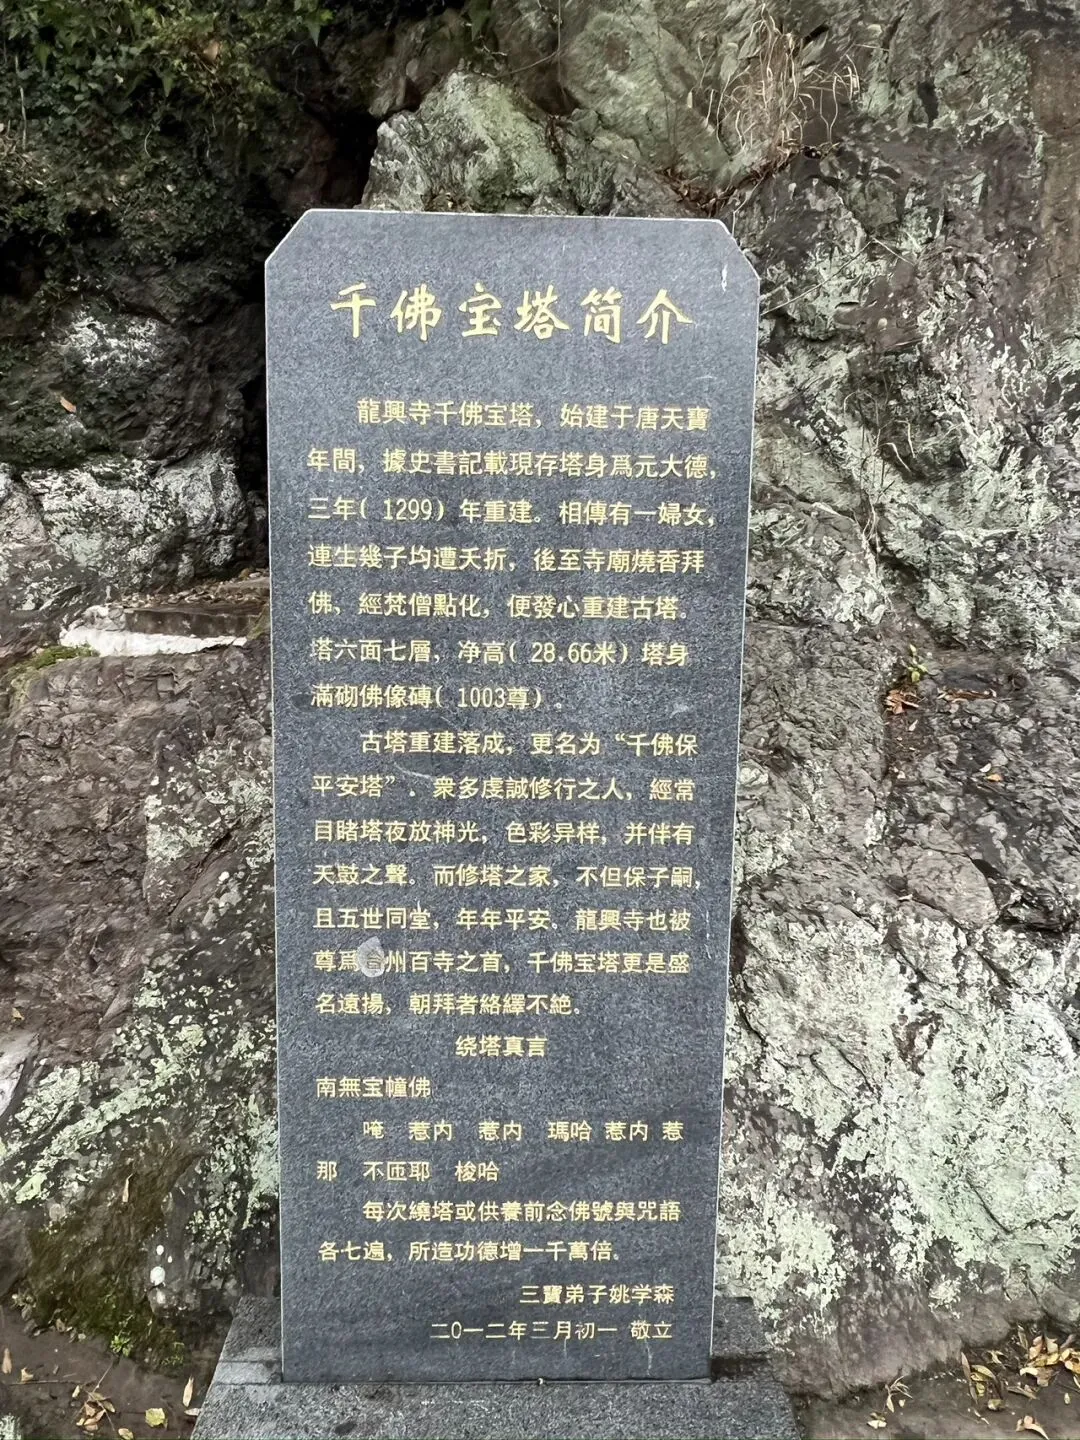 千佛宝塔简介
龍興寺千佛宝塔，始建于唐天寶
年間，據史書記載現存塔身爲元大德，
三年（1299）年重建。相傳有一婦女，
連生幾子均遭夭折，後至寺廟燒香拜
佛、經梵僧點化，便發心重建古塔。
塔六面七層，净高（28.66米）塔身
滿砌佛像磚（1003尊）。
古塔重建落成，更名为“千佛保
平安塔”．衆多虔誠修行之人，經常
目睹塔夜放神光，色彩异样，并伴有
天鼓之聲。而修塔之家，不但保子嗣，
且五世同堂，年年平安。龍興寺也被
尊爲州百寺之首，千佛宝塔更是盛
名遠揚，朝拜者絡繹不絶。
绕塔真言
南無宝幢佛
唵 惹内 惹内 瑪哈 惹内 惹
那 不匝耶 梭哈
每次繞塔或供養前念佛號與咒語
各七遍，所造功德增一千萬倍。
三寶弟子姚学森
二0一二年三月初一 敬立